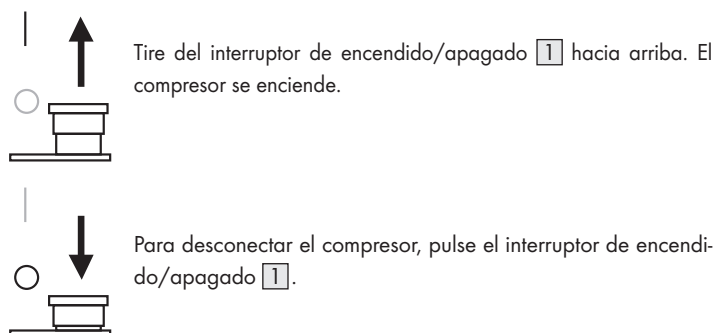 Tire del interruptor de encendido/apagado 1 hacia arriba. El
compresor se enciende.
Para desconectar el compresor, pulse el interruptor de encendi-
do/apagado 1.